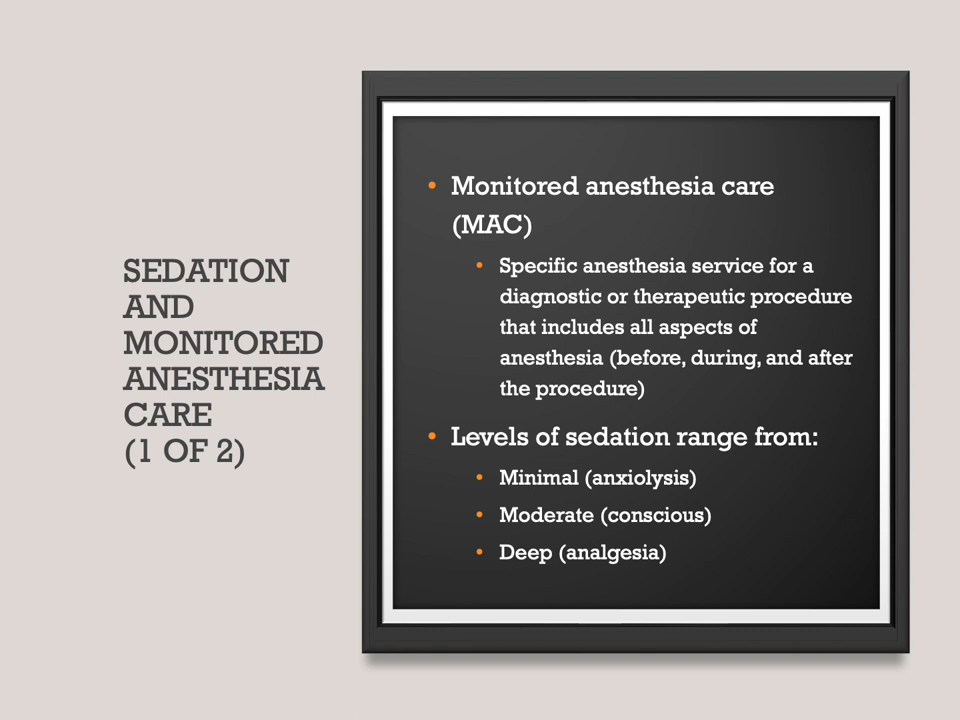 SEDATION
AND
MONITORED
ANESTHESIA
CARE
(1 OF 2)
• Monitored anesthesia care
(MAC)
• Specific anesthesia service for a
diagnostic or therapeutic procedure
that includes all aspects of
anesthesia (before, during, and after
the procedure)
• Levels of sedation range from:
• Minimal (anxiolysis)
• Moderate (conscious)
• Deep (analgesia)